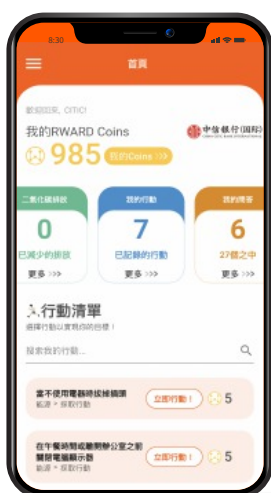 8:30
首頁
歡迎回來, CITIC!
我的RWARD Coins
985 我的Coins >>>
中信銀行(國際)
二氧化碳排放 我的行動 我的問答
0 7 6
已減少的排放 已記錄的行動 27個之中
更多 >>> 更多 >>> 更多 >>>
行動清單
選擇行動以實現你的目標！
搜索我的行動...
當不使用電器時拔掉插頭
能源 • 採取行動
立即行動！ 5
在午餐時間或離開辦公室之前
關閉電腦顯示器
能源 • 採取行動
立即行動！ 5